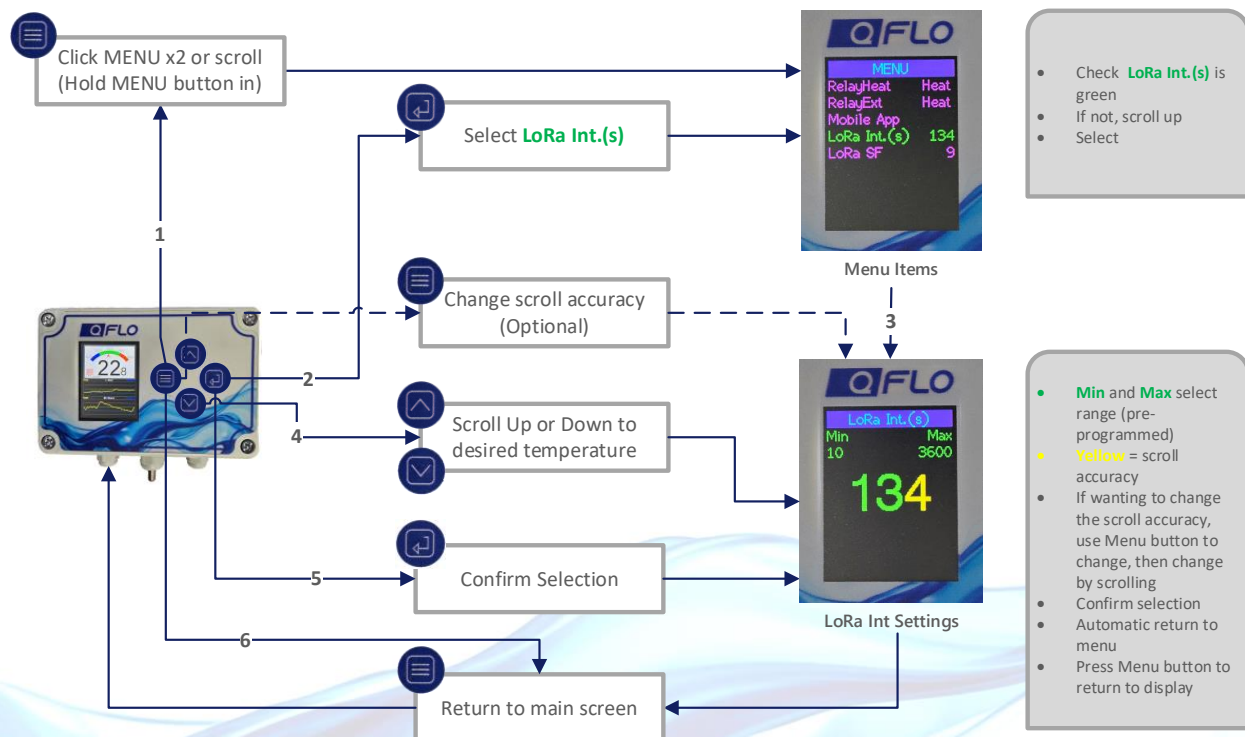 Click MENU x2 or scroll
(Hold MENU button in)
QFLO
MENU
RelayHeat Heat
RelayExt Heat
Mobile App
LoRa Int.(s) 134
LoRa SF 9
Menu Items
• Check LoRa Int.(s) is
green
• If not, scroll up
• Select
Select LoRa Int.(s)
1
Change scroll accuracy
(Optional)
3
QFLO
22.8
2
4
Scroll Up or Down to
desired temperature
QFLO
LoRa Int.(s)
Min Max
10 3600
134
LoRa Int Settings
• Min and Max select
range (pre-
programmed)
• Yellow = scroll
accuracy
• If wanting to change
the scroll accuracy,
use Menu button to
change, then change
by scrolling
• Confirm selection
• Automatic return to
menu
• Press Menu button to
return to display
5
Confirm Selection
6
Return to main screen